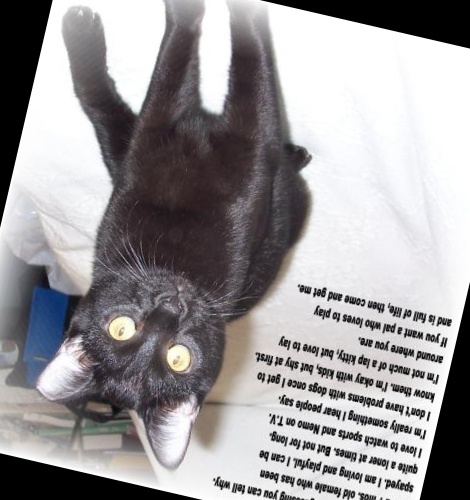 you can tell why.
old female who has been
spayed. I am loving and playful. I can be
quite a loner at times. But not for long.
I love to watch sports and Nemo on T.V.
I'm really something I hear people say,
I don't have problems with dogs once I get to
know them. I'm okay with kids, but shy at first.
I'm not much of a lap kitty, but love to lay
around where you are.
If you want a pal who loves to play
and is full of, life, then come and get me.